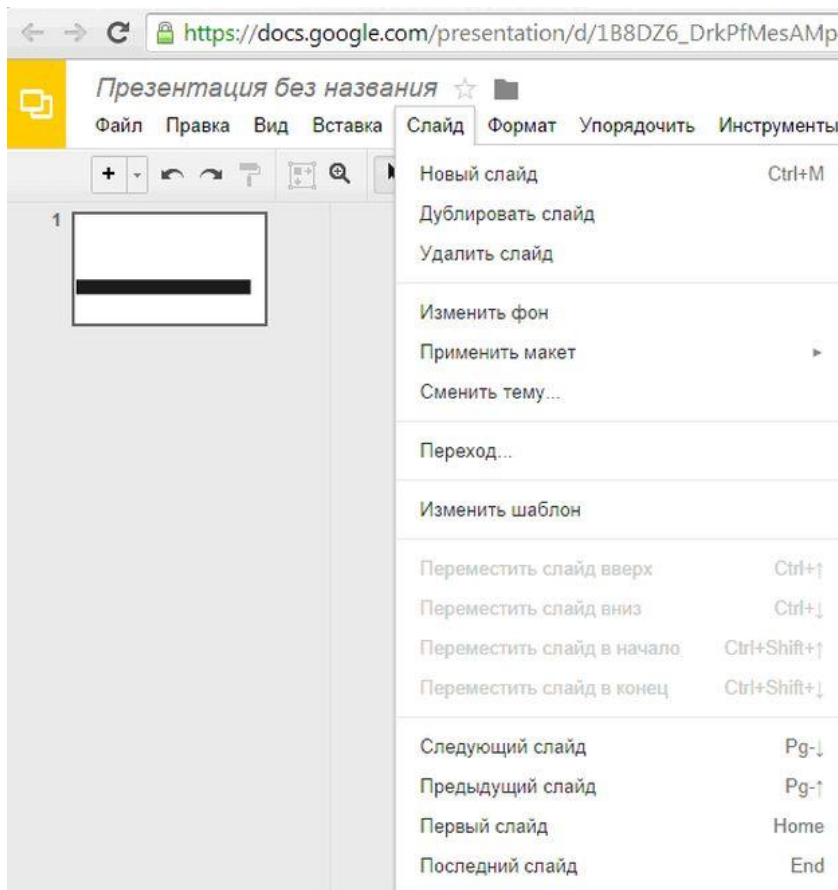 https://docs.google.com/presentation/d/1B8DZ6_DrkPfMesAMp
Презентация без названия
Файл Правка Вид Вставка Слайд Формат Упорядочить Инструменты
1
Новый слайд Ctrl+M
Дублировать слайд
Удалить слайд
Изменить фон
Применить макет
Сменить тему...
Переход...
Изменить шаблон
Переместить слайд вверх Ctrl+↑
Переместить слайд вниз Ctrl+↓
Переместить слайд в начало Ctrl+Shift+↑
Переместить слайд в конец Ctrl+Shift+↓
Следующий слайд Pg-↓
Предыдущий слайд Pg-↑
Первый слайд Home
Последний слайд End